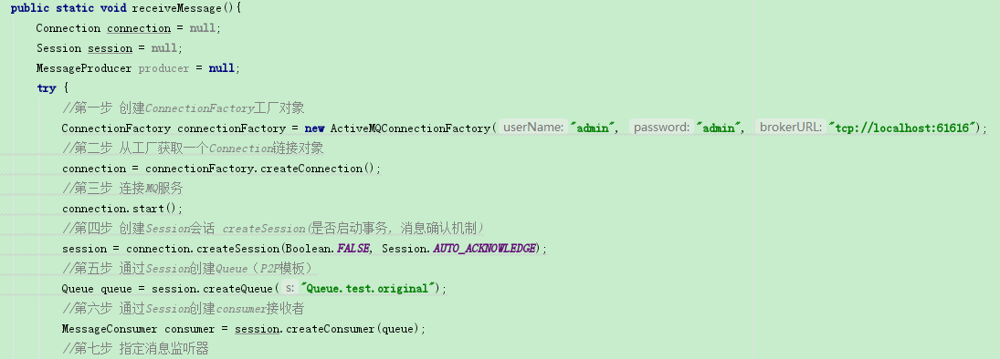 public static void receiveMessage(){
Connection connection = null;
Session session = null;
MessageProducer producer = null;
try {
//第一步 创建ConnectionFactory工厂对象
ConnectionFactory connectionFactory = new ActiveMQConnectionFactory( userName: "admin", password: "admin", brokerURL: "tcp://localhost:61616");
//第二步 从工厂获取一个Connection链接对象
connection = connectionFactory.createConnection();
//第三步 连接MQ服务
connection.start();
//第四步 创建Session会话 createSession(是否启动事务，消息确认机制)
session = connection.createSession(Boolean.FALSE, Session.AUTO_ACKNOWLEDGE);
//第五步 通过Session创建Queue（P2P模板）
Queue queue = session.createQueue( s: "Queue.test.original");
//第六步 通过Session创建consumer接收者
MessageConsumer consumer = session.createConsumer(queue);
//第七步 指定消息监听器